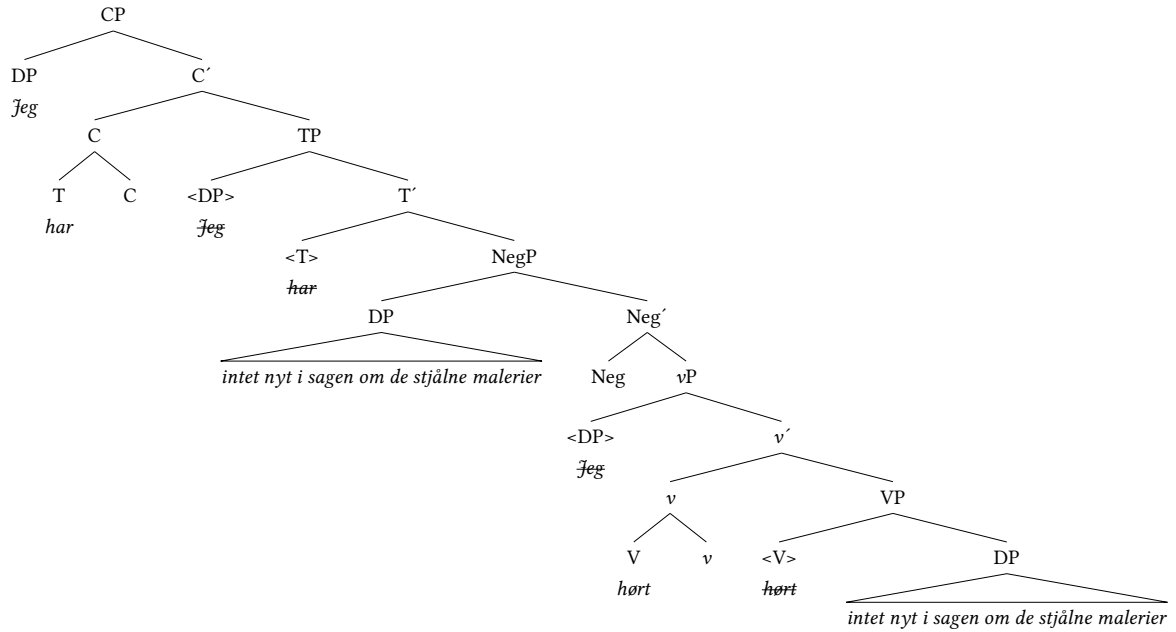 CP
DP C´
Jeg
C TP
T C <DP> T´
har Jeg
<T> NegP
har
DP Neg´
intet nyt i sagen om de stjålne malerier Neg vP
<DP> v´
Jeg
v VP
V v <V> DP
hørt hørt
intet nyt i sagen om de stjålne malerier